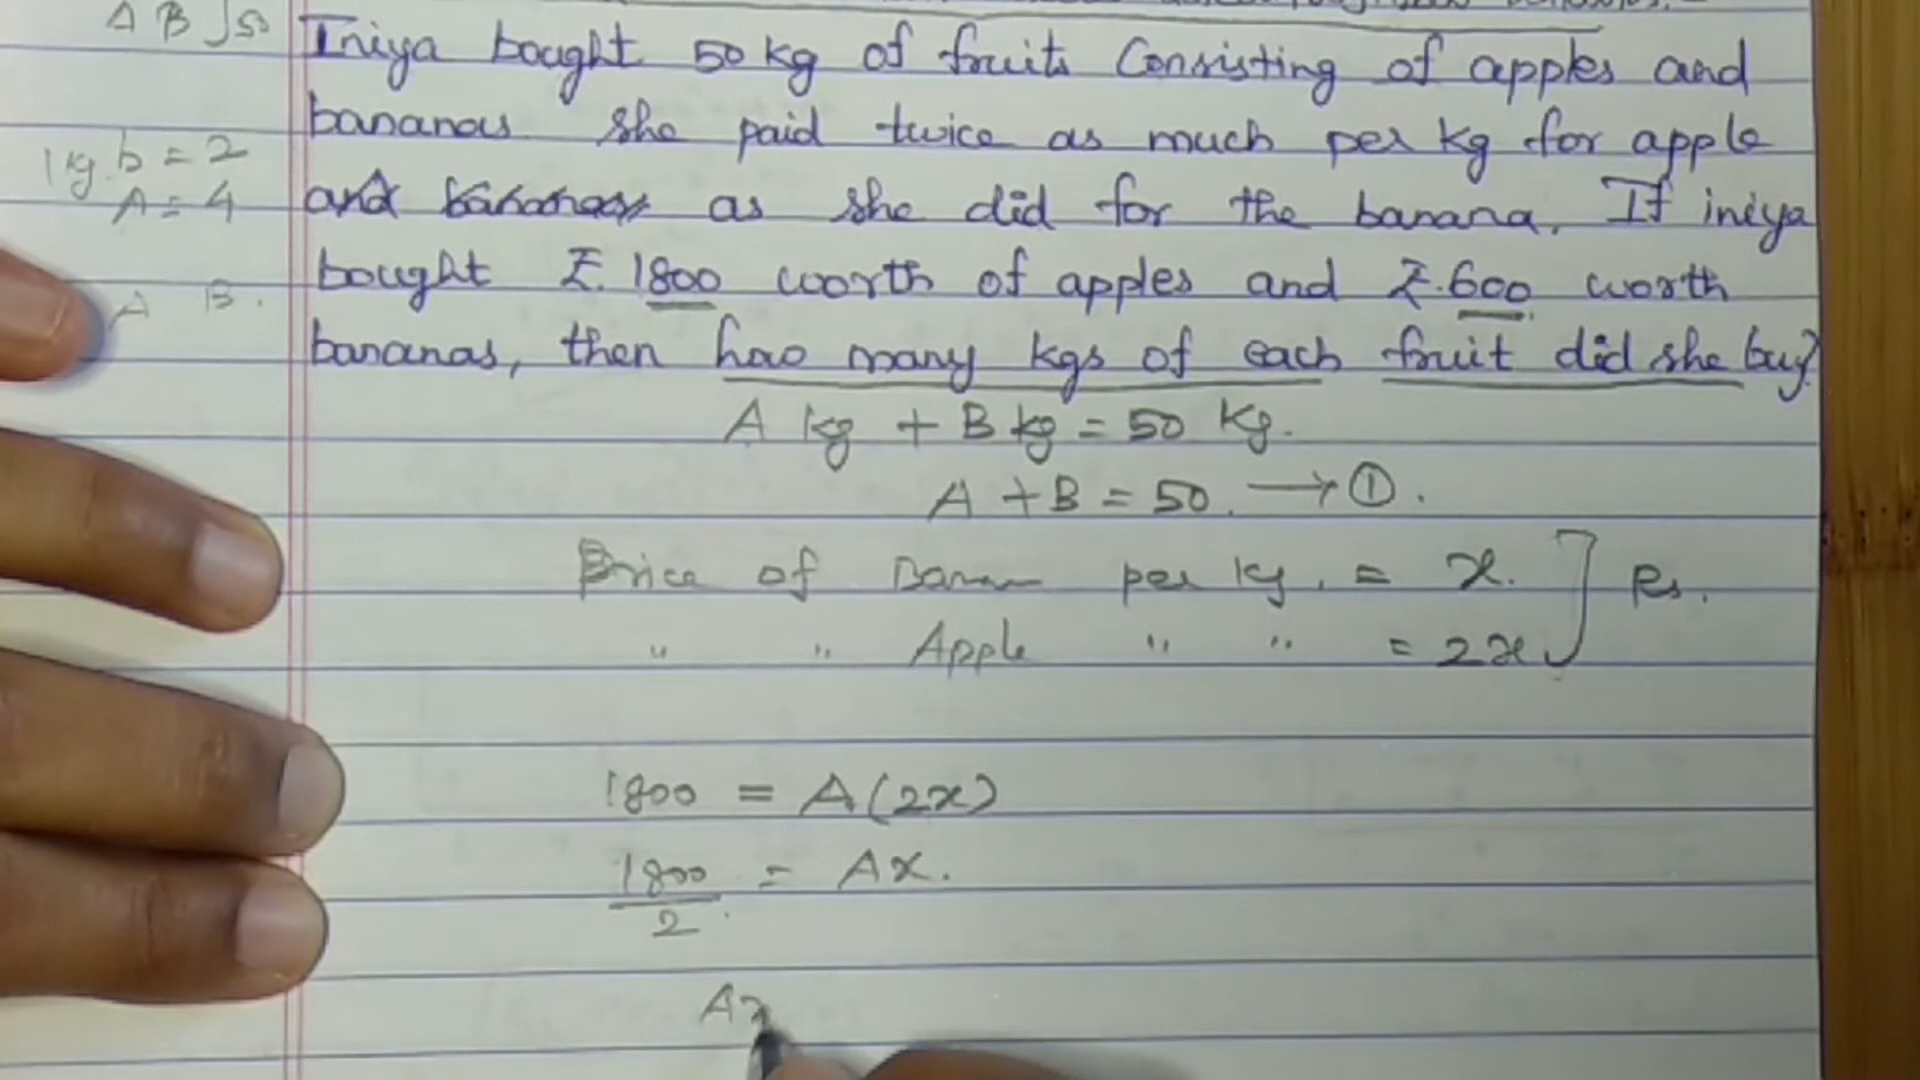 A B ] 50
Iniya bought 50 kg of fruits Consisting of apples and
bananas she paid twice as much per kg for apple
1 kg. b = 2
A = 4
and bananas as she did for the banana. If iniya
bought ₹. 1800 worth of apples and ₹.600 worth
A B.
bananas, then how many kgs of each fruit did she buy?
A kg + B kg = 50 Kg.
A + B = 50. → ①.
Price of Banan per kg. = x. ] Rs.
" " Apple " " = 2x
1800 = A(2x)
1800/2 = Ax.
Ax